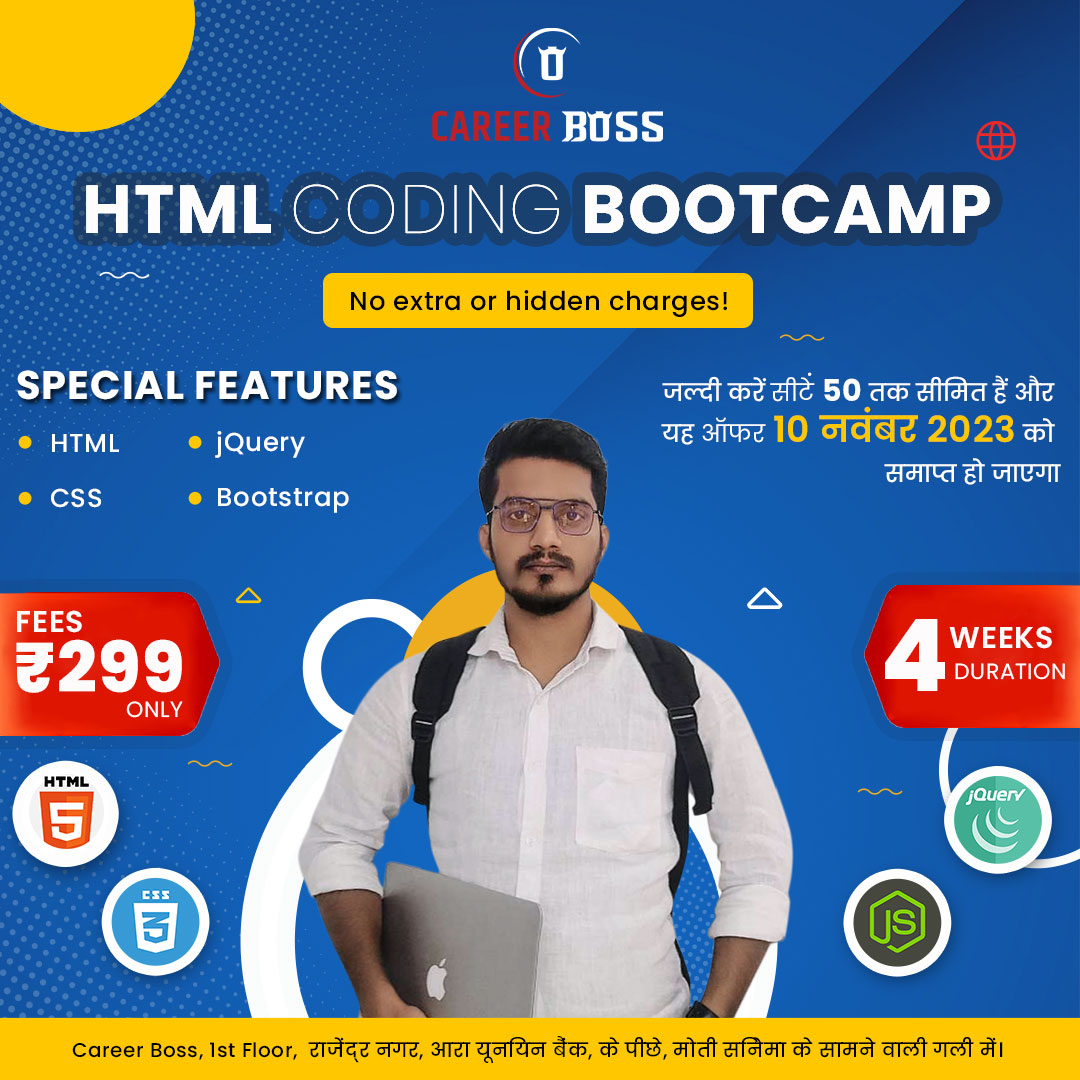 CAREER BOSS
HTML CODING BOOTCAMP
No extra or hidden charges!
SPECIAL FEATURES
HTML
jQuery
CSS
Bootstrap
जल्दी करें सीटें 50 तक सीमित हैं और
यह ऑफर 10 नवंबर 2023 को
समाप्त हो जाएगा
FEES
₹299
ONLY
4 WEEKS
DURATION
HTML
5
CSS
3
jQuery
JS
Career Boss, 1st Floor, राजेंद्र नगर, आरा यूनयिन बैंक, के पीछे, मोती सनिेमा के सामने वाली गली में।